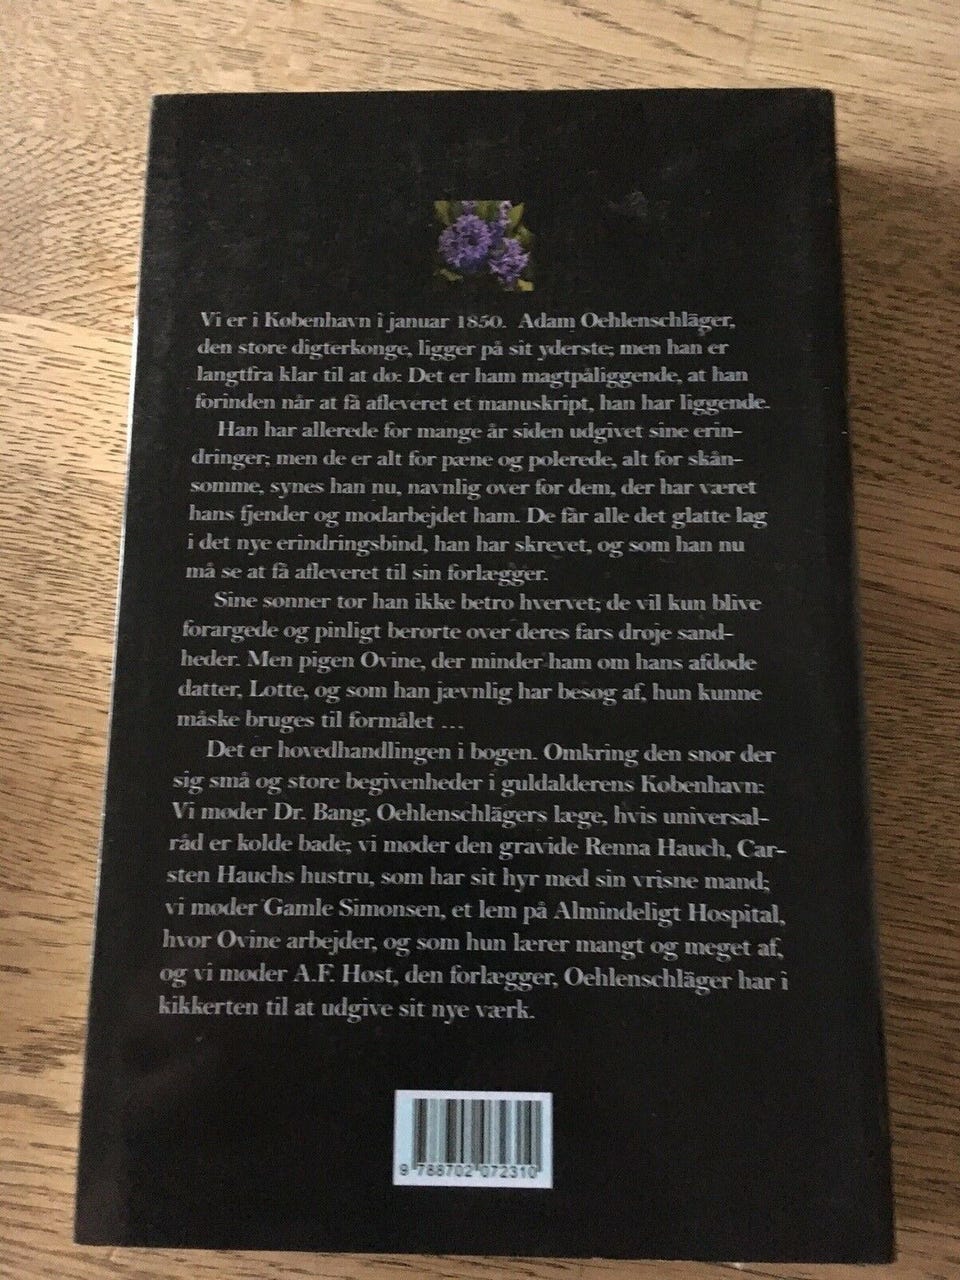 Vi er i København i januar 1850. Adam Oehlenschläger,
den store digterkonge, ligger på sit yderste; men han er
langtfra klar til at dø: Det er ham magtpåliggende, at han
forinden når at få afleveret et manuskript, han har liggende.
Han har allerede for mange år siden udgivet sine erin-
dringer; men de er alt for pæne og polerede, alt for skån-
somme, synes han nu, navnlig over for dem, der har været
hans fjender og modarbejdet ham. De får alle det glatte lag
i det nye erindringsbind, han har skrevet, og som han nu
må se at få afleveret til sin forlægger.
Sine sønner tør han ikke betro hvervet; de vil kun blive
forargede og pinligt berørte over deres fars drøje sand-
heder. Men pigen Ovine, der minder ham om hans afdøde
datter, Lotte, og som han jævnlig har besøg af, hun kunne
måske bruges til formålet ...
Det er hovedhandlingen i bogen. Omkring den snor der
sig små og store begivenheder i guldalderens København:
Vi møder Dr. Bang, Oehlenschlägers læge, hvis universal-
råd er kolde bade; vi møder den gravide Renna Hauch, Car-
sten Hauchs hustru, som har sit hyr med sin vrisne mand;
vi møder Gamle Simonsen, et lem på Almindeligt Hospital,
hvor Ovine arbejder, og som hun lærer mangt og meget af,
og vi møder A.F. Høst, den forlægger, Oehlenschläger har i
kikkerten til at udgive sit nye værk.
9 788702 072310